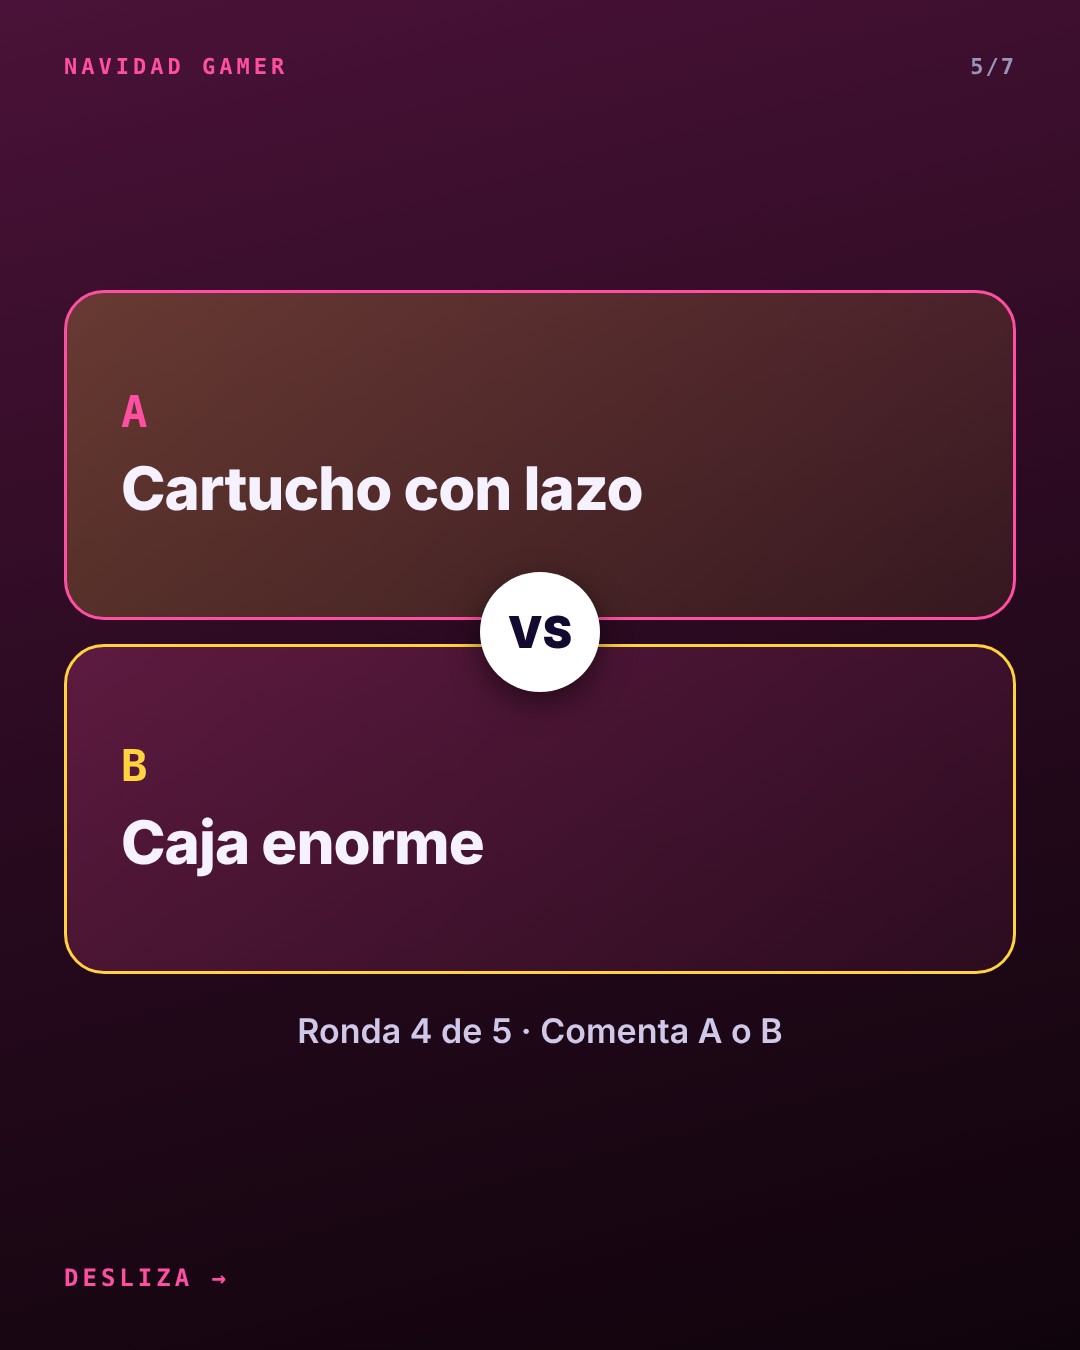 NAVIDAD GAMER
5/7
A
Cartucho con lazo
VS
B
Caja enorme
Ronda 4 de 5 · Comenta A o B
DESLIZA →